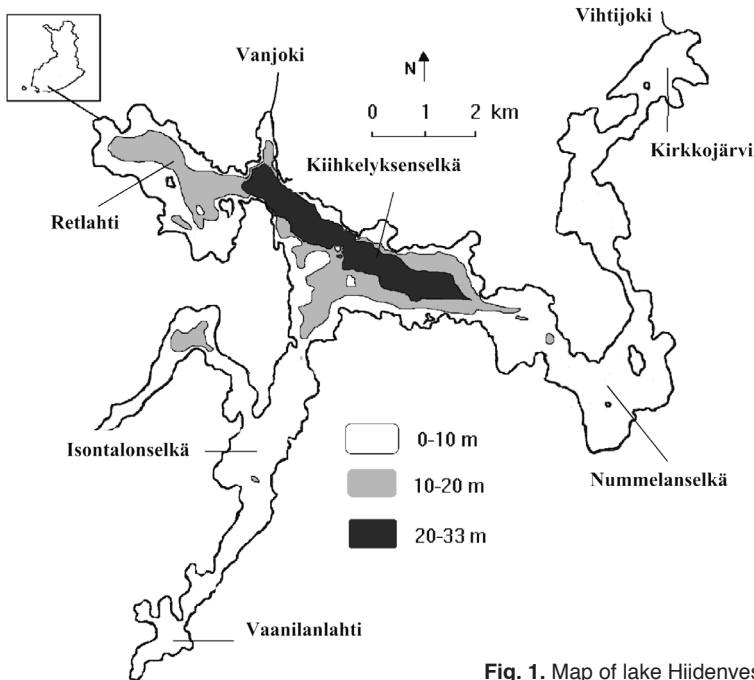 Vihtijoki
Vanjoki
N
0 1 2 km
Kirkkojärvi
Kiihkelyksenselkä
Retlahti
0-10 m
Isontalonselkä
10-20 m
Nummelanselkä
20-33 m
Vaanilanlahti
Fig. 1. Map of lake Hiidenves